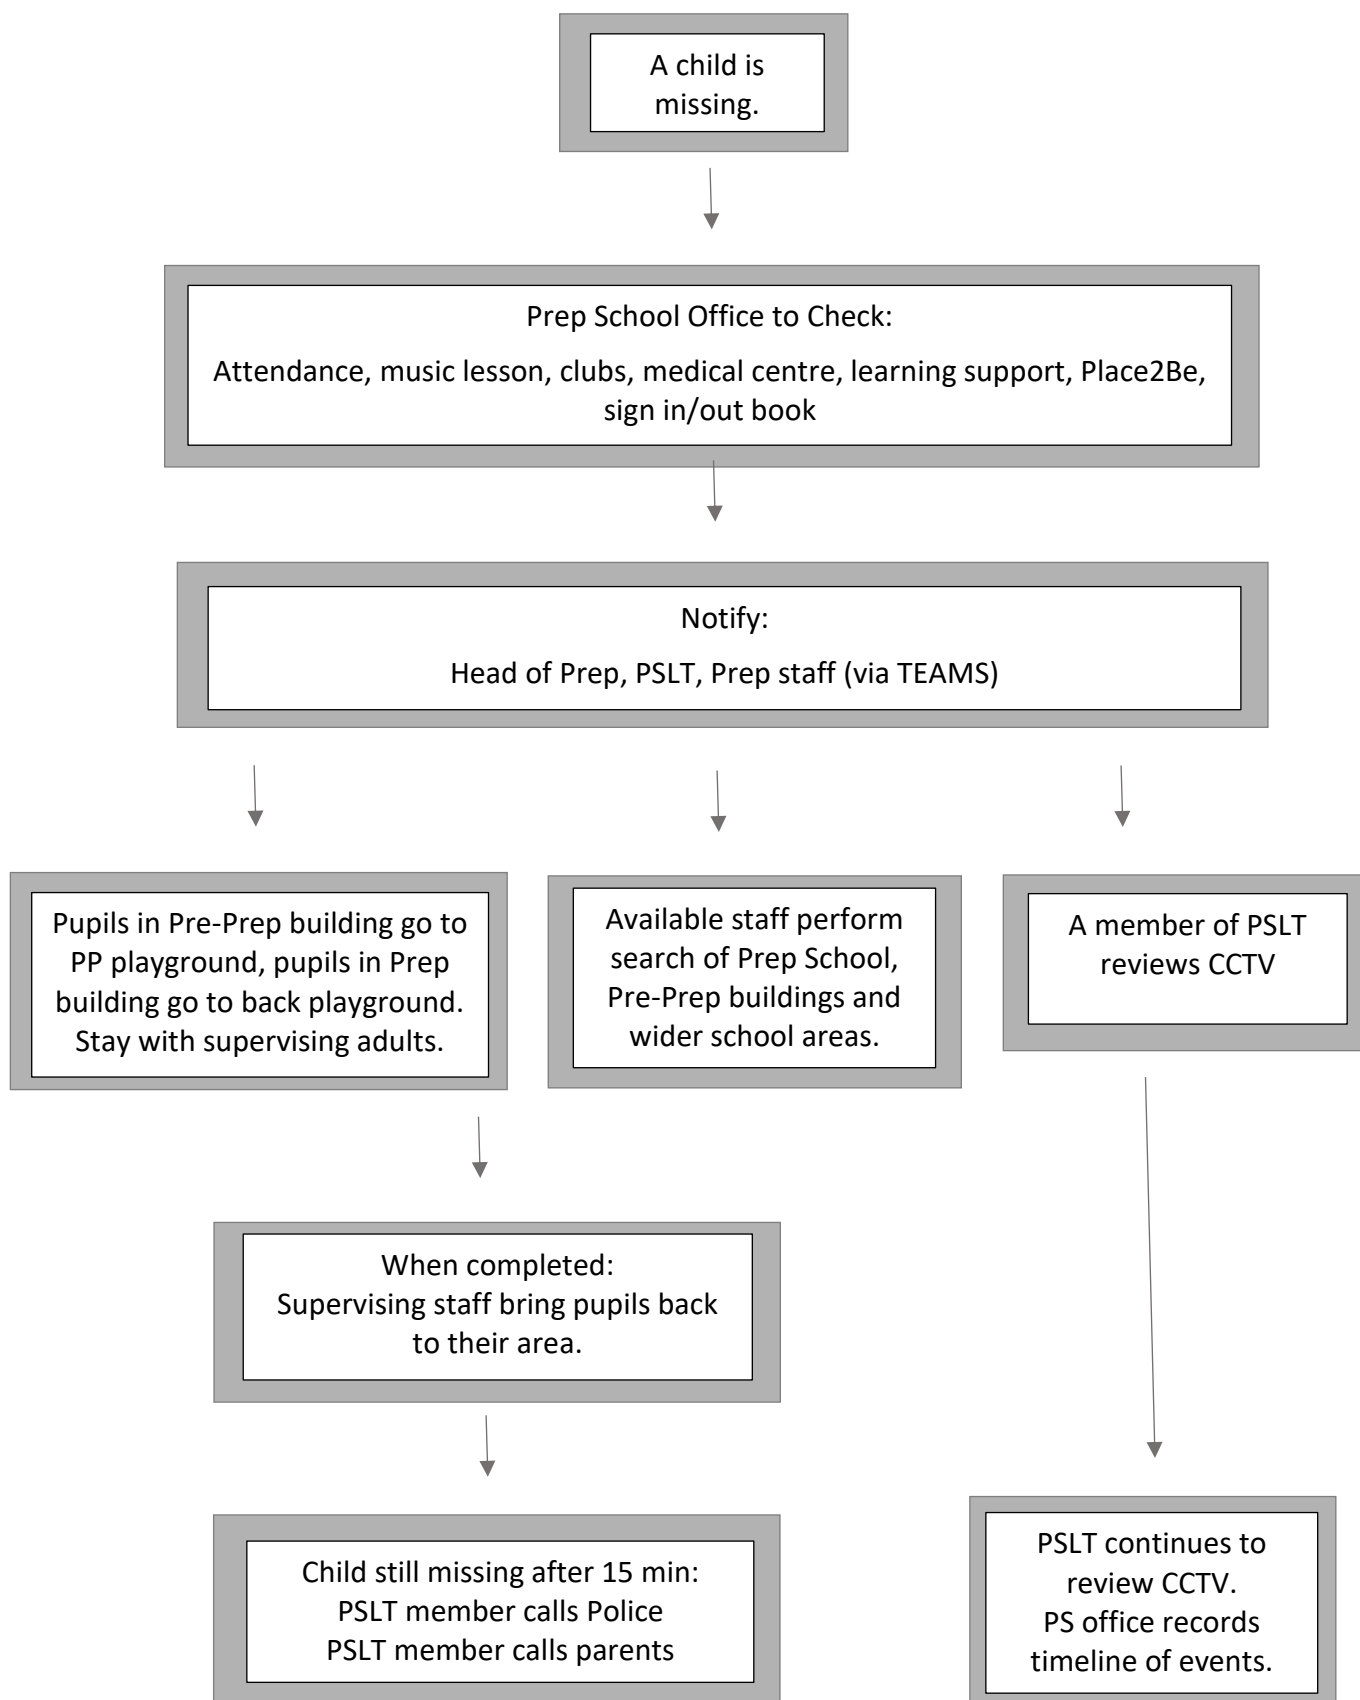 A child is
missing.
Prep School Office to Check:
Attendance, music lesson, clubs, medical centre, learning support, Place2Be,
sign in/out book
Notify:
Head of Prep, PSLT, Prep staff (via TEAMS)
Pupils in Pre-Prep building go to
PP playground, pupils in Prep
building go to back playground.
Stay with supervising adults.
Available staff perform
search of Prep School,
Pre-Prep buildings and
wider school areas.
A member of PSLT
reviews CCTV
When completed:
Supervising staff bring pupils back
to their area.
Child still missing after 15 min:
PSLT member calls Police
PSLT member calls parents
PSLT continues to
review CCTV.
PS office records
timeline of events.